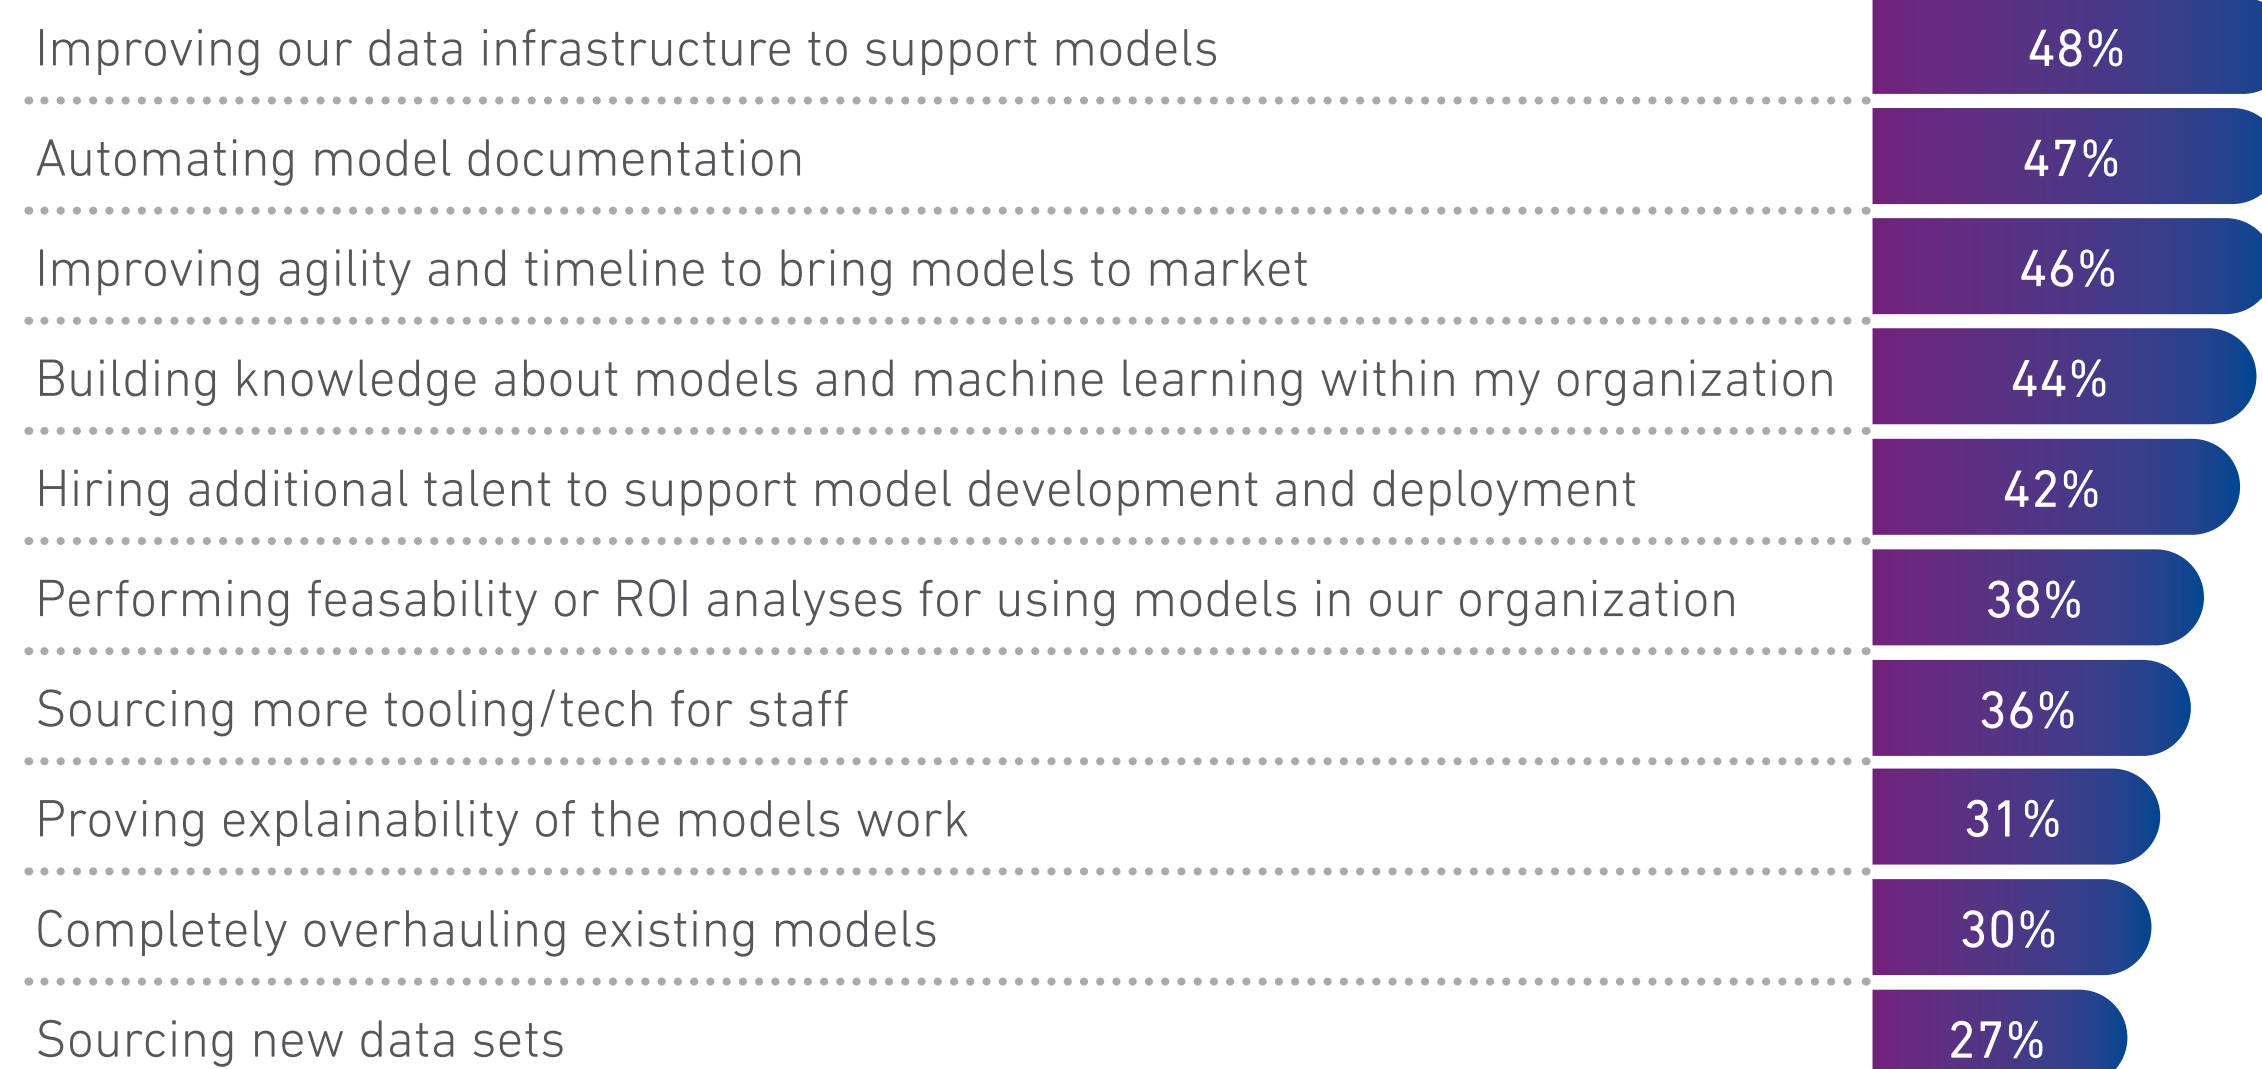 Improving our data infrastructure to support models 48%
Automating model documentation 47%
Improving agility and timeline to bring models to market 46%
Building knowledge about models and machine learning within my organization 44%
Hiring additional talent to support model development and deployment 42%
Performing feasability or ROI analyses for using models in our organization 38%
Sourcing more tooling/tech for staff 36%
Proving explainability of the models work 31%
Completely overhauling existing models 30%
Sourcing new data sets 27%